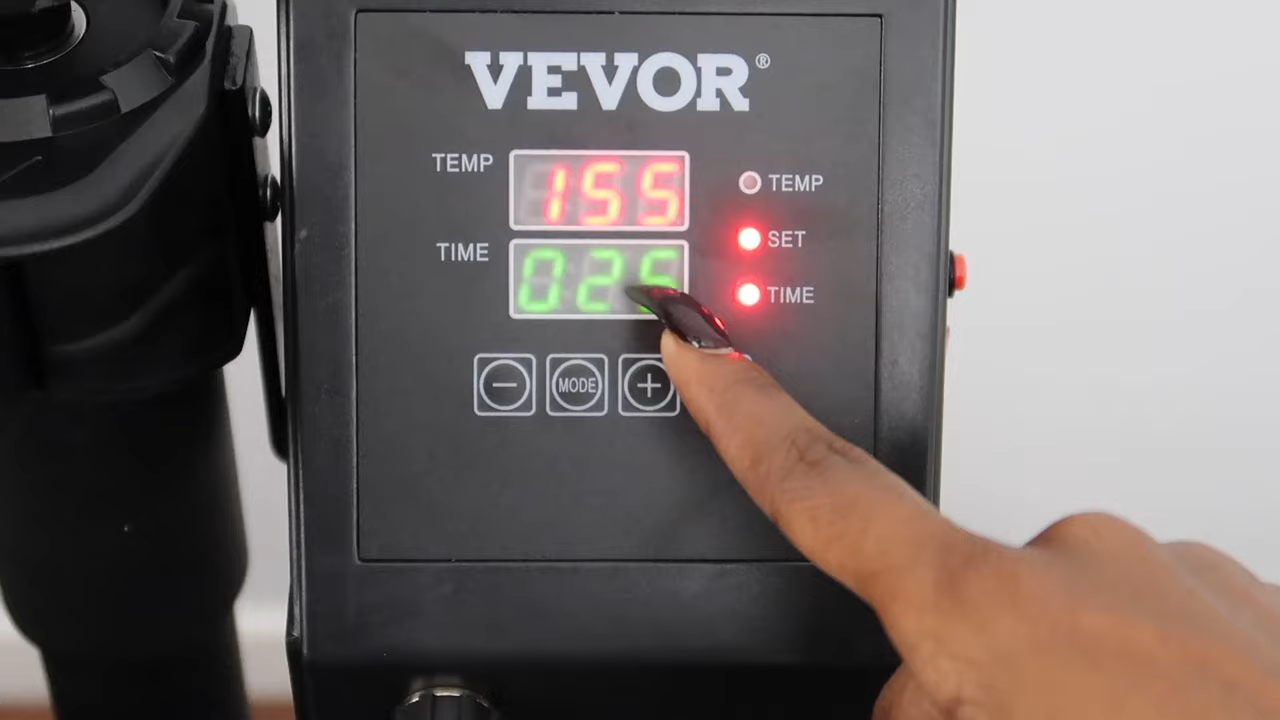 VEVOR®
TEMP 155 TEMP
SET
TIME 025 TIME
− MODE +